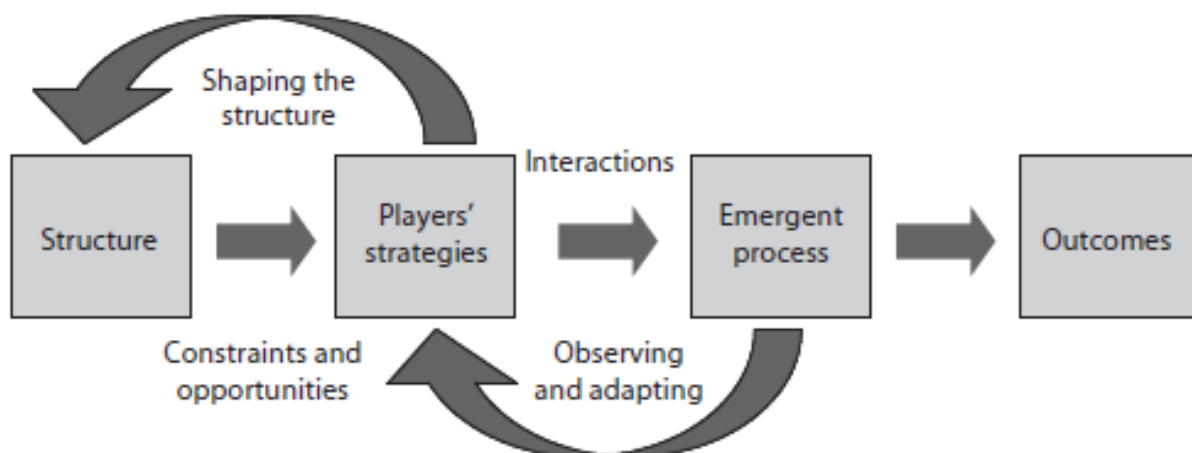 Shaping the
structure
Interactions
Structure
Players’
strategies
Emergent
process
Outcomes
Constraints and
opportunities
Observing
and adapting